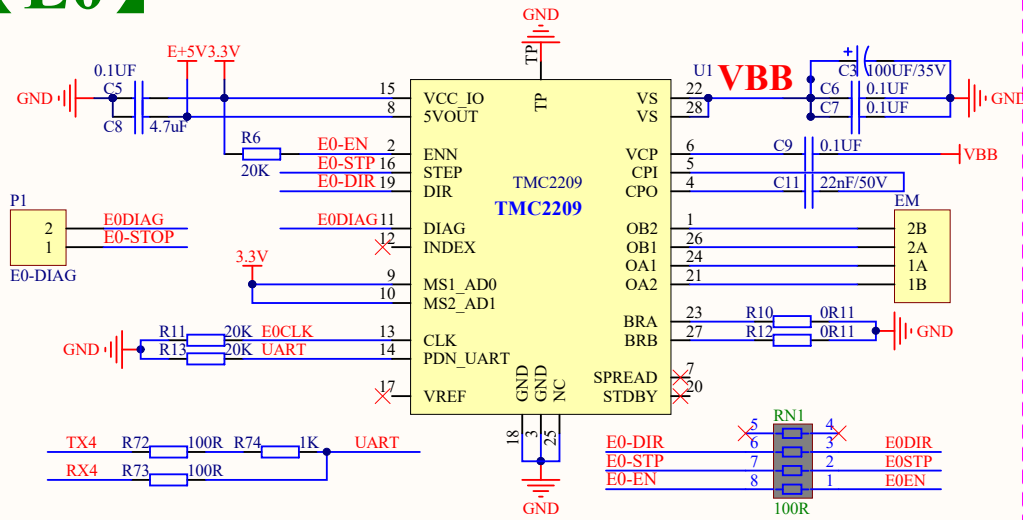 【E0】
GND
E+5V 3.3V
TP
U1 VBB
C3 100UF/35V
0.1UF
GND C5
C8 4.7uF
15 VCC_IO
8 5VOUT
TP
VS 22
VS 28
C6 0.1UF
C7 0.1UF
GND
R6
20K
E0-EN 2 ENN
E0-STP 16 STEP
E0-DIR 19 DIR
TMC2209
TMC2209
VCP 6 C9 0.1UF VBB
CPI 5
CPO 4 C11 22nF/50V
P1
2 E0DIAG
1 E0-STOP
E0-DIAG
E0DIAG 11 DIAG
12 INDEX
OB2 1
OB1 26
OA1 24
OA2 21
EM
2B
2A
1A
1B
3.3V
9 MS1_AD0
10 MS2_AD1
GND
R11 20K E0CLK 13 CLK
R13 20K UART 14 PDN_UART
BRA 23 R10 0R11
BRB 27 R12 0R11
GND
17 VREF
SPREAD 7
STDBY 20
GND GND NC
18 3 25
GND
TX4 R72 100R R74 1K UART
RX4 R73 100R
RN1
5 4
E0-DIR 6 3 E0DIR
E0-STP 7 2 E0STP
E0-EN 8 1 E0EN
100R